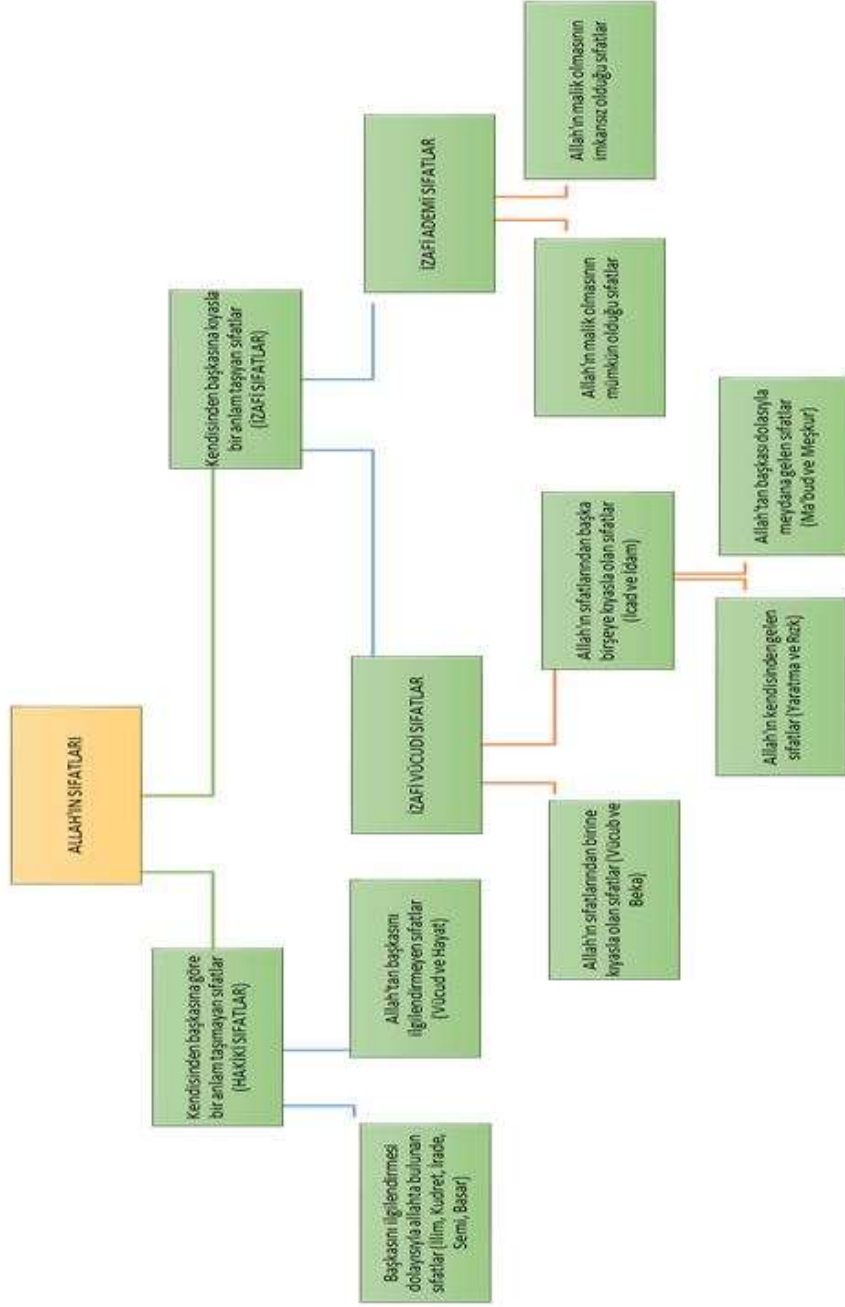 ALLAH'IN SIFATLARI
Kendisinden başkasına göre
bir anlam taşımayan sıfatlar
(HAKİKİ SIFATLAR)
Başkasını ilgilendirmesi
dolayısıyla allahta bulunan
sıfatlar (İlim, Kudret, İrade,
Semi, Basar)
Allah'tan başkasını
ilgilendirmeyen sıfatlar
(Vücud ve Hayat)
Kendisinden başkasına kıyasla
bir anlam taşıyan sıfatlar
(İZAFİ SIFATLAR)
İZAFİ VÜCUDİ SIFATLAR
Allah'ın sıfatlarından birine
kıyasla olan sıfatlar (Vücub ve
Beka)
Allah'ın sıfatlarından başka
birşeye kıyasla olan sıfatlar
(İcad ve İdam)
Allah'ın kendisinden gelen
sıfatlar (Yaratma ve Rızk)
Allah'tan başkası dolasıyla
meydana gelen sıfatlar
(Ma'bud ve Meşkur)
İZAFİ ADEMİ SIFATLAR
Allah'ın malik olmasının
mümkün olduğu sıfatlar
Allah'ın malik olmasının
imkansız olduğu sıfatlar